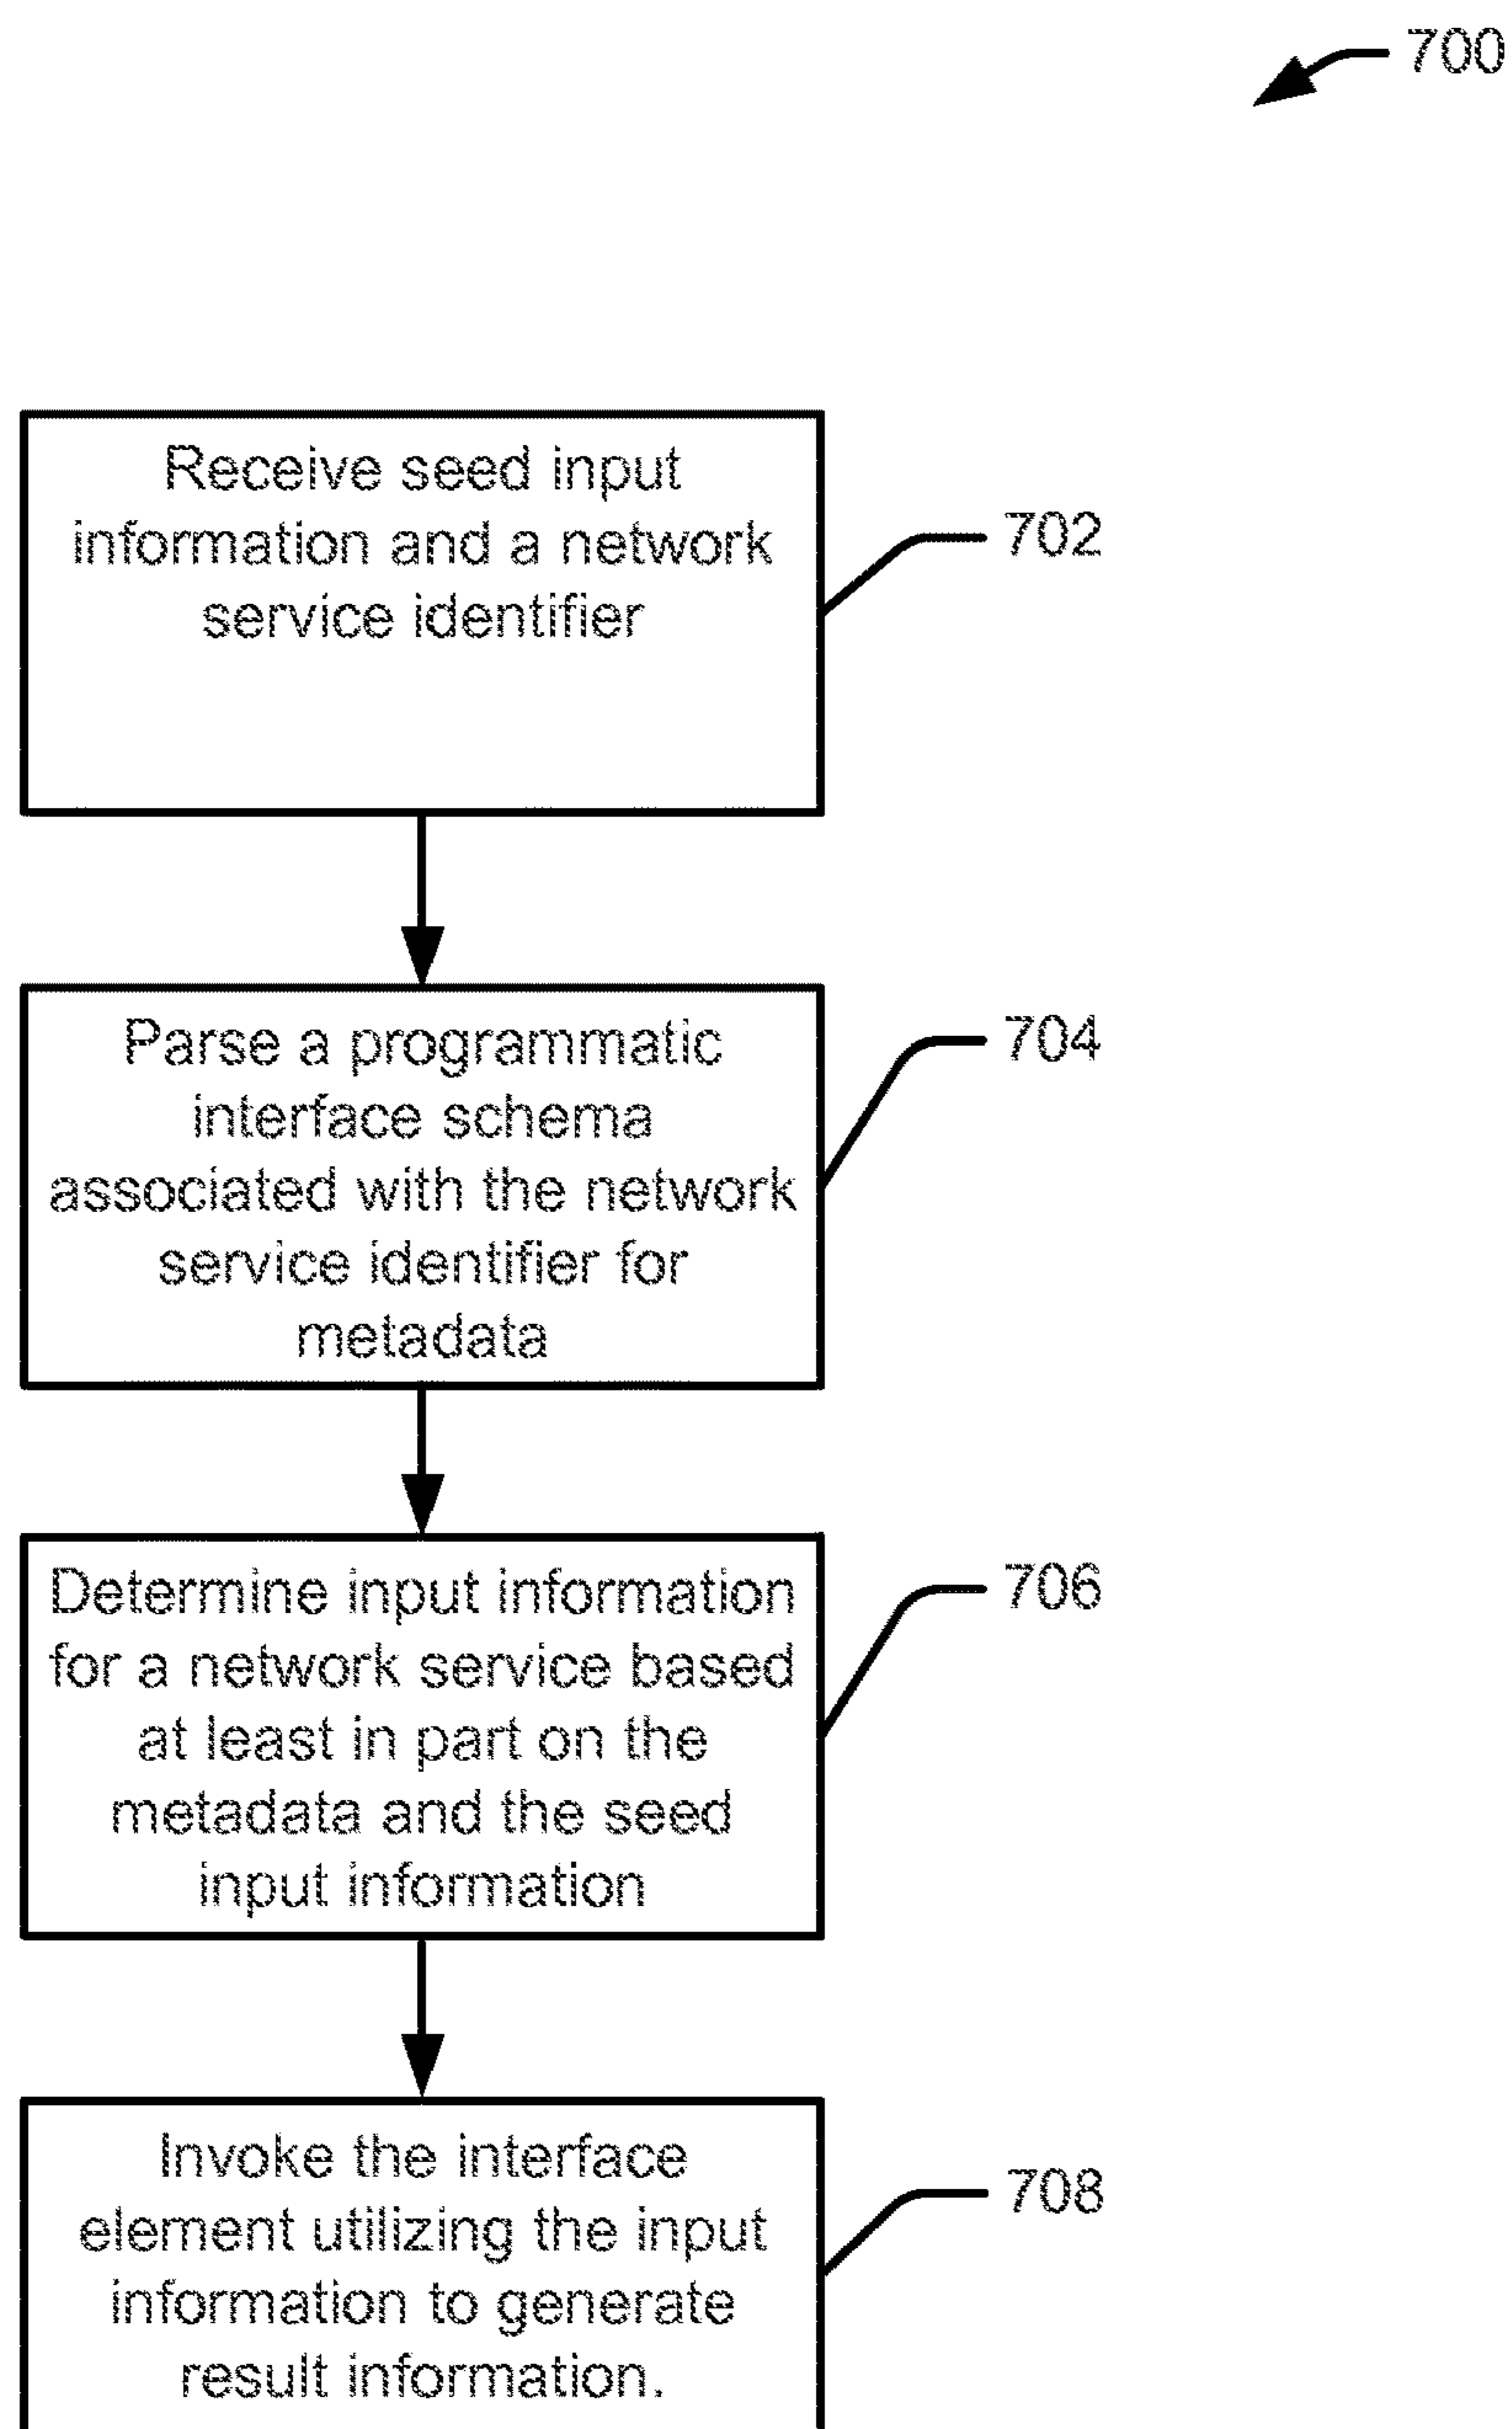 700
Receive seed input
information and a network
service identifier
702
Parse a programmatic
interface schema
associated with the network
service identifier for
metadata
704
Determine input information
for a network service based
at least in part on the
metadata and the seed
input information
706
Invoke the interface
element utilizing the input
information to generate
result information.
708